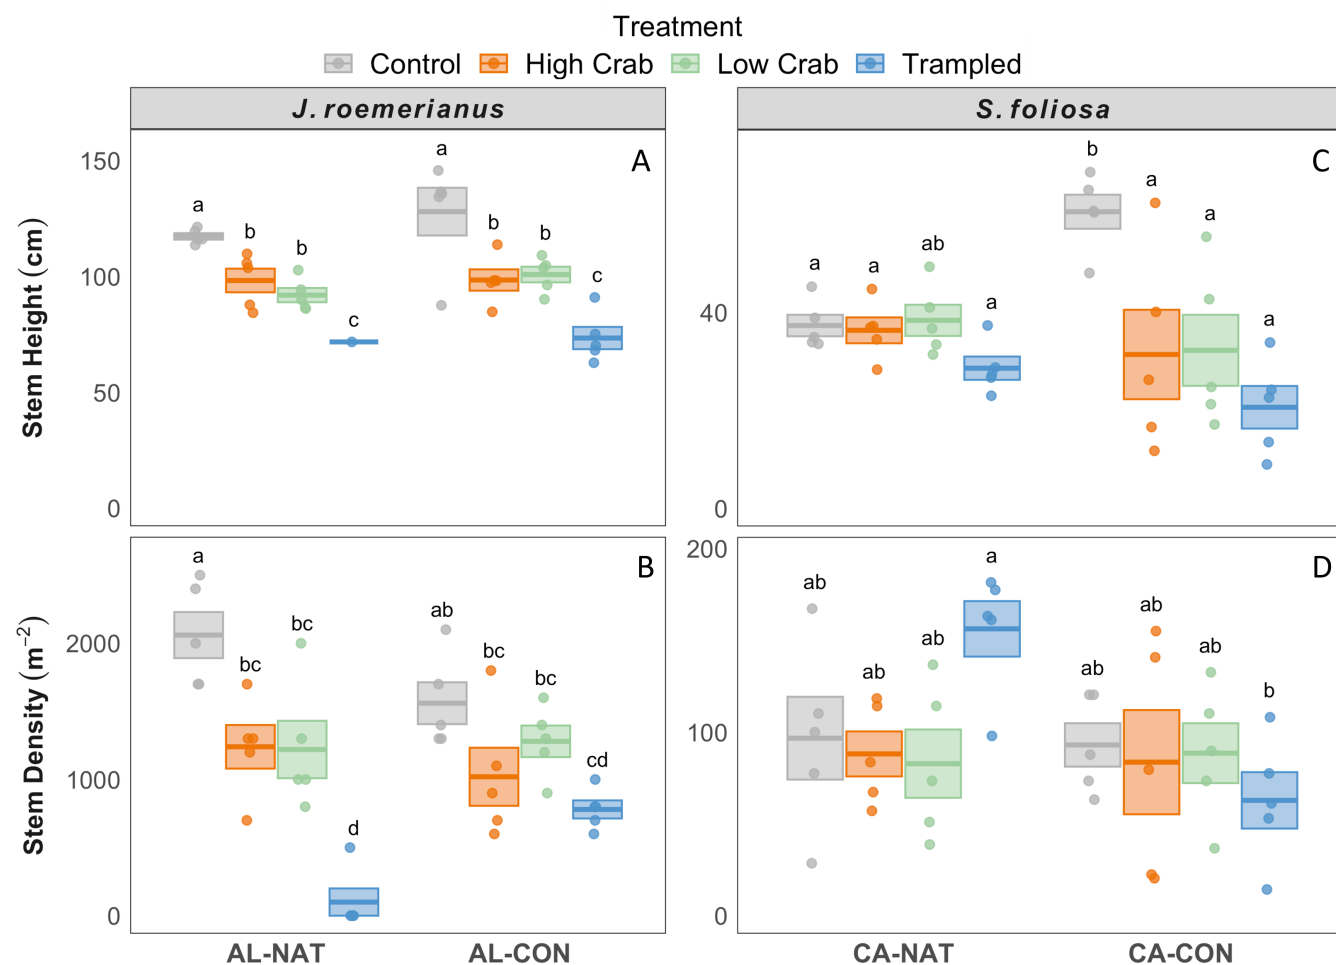 Treatment
Control High Crab Low Crab Trampled
J. roemerianus S. foliosa
Stem Height (cm)
150
100
50
0
a b b c a b b c
A
40
0
a a ab a b a a a
C
Stem Density (m⁻²)
2000
1000
0
a bc bc d ab bc bc cd
B
200
100
0
ab ab ab a ab ab ab b
D
AL-NAT AL-CON CA-NAT CA-CON